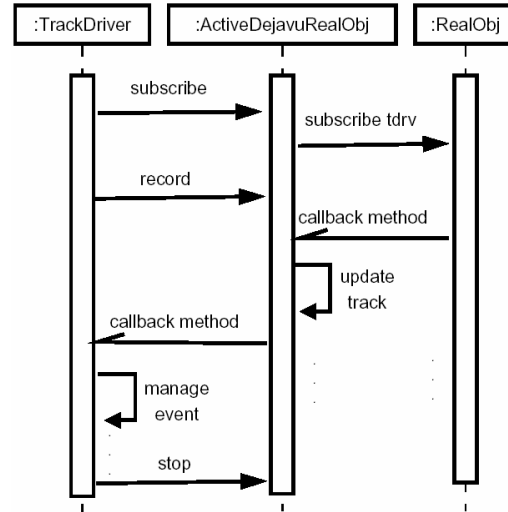 :TrackDriver
:ActiveDejavuRealObj
:RealObj
subscribe
subscribe tdrv
record
callback method
update
track
callback method
manage
event
stop